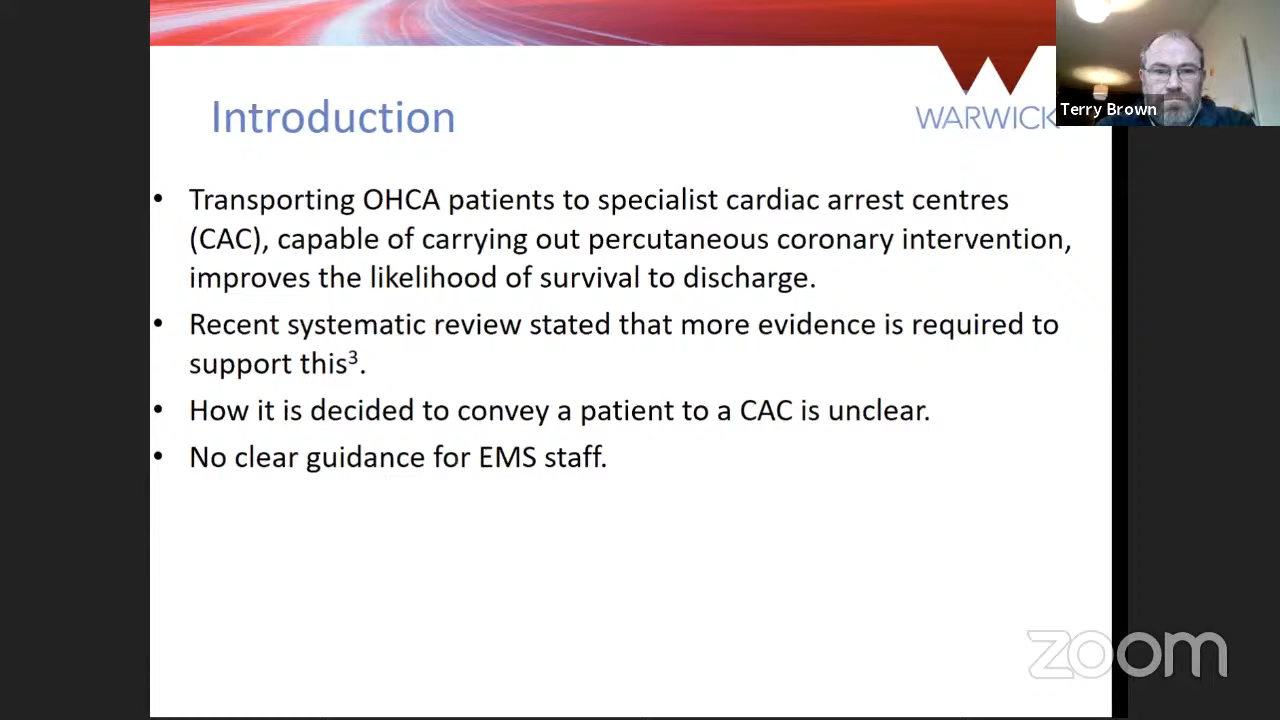 Introduction
WARWICK
Terry Brown
• Transporting OHCA patients to specialist cardiac arrest centres
(CAC), capable of carrying out percutaneous coronary intervention,
improves the likelihood of survival to discharge.
• Recent systematic review stated that more evidence is required to
support this³.
• How it is decided to convey a patient to a CAC is unclear.
• No clear guidance for EMS staff.
zoom